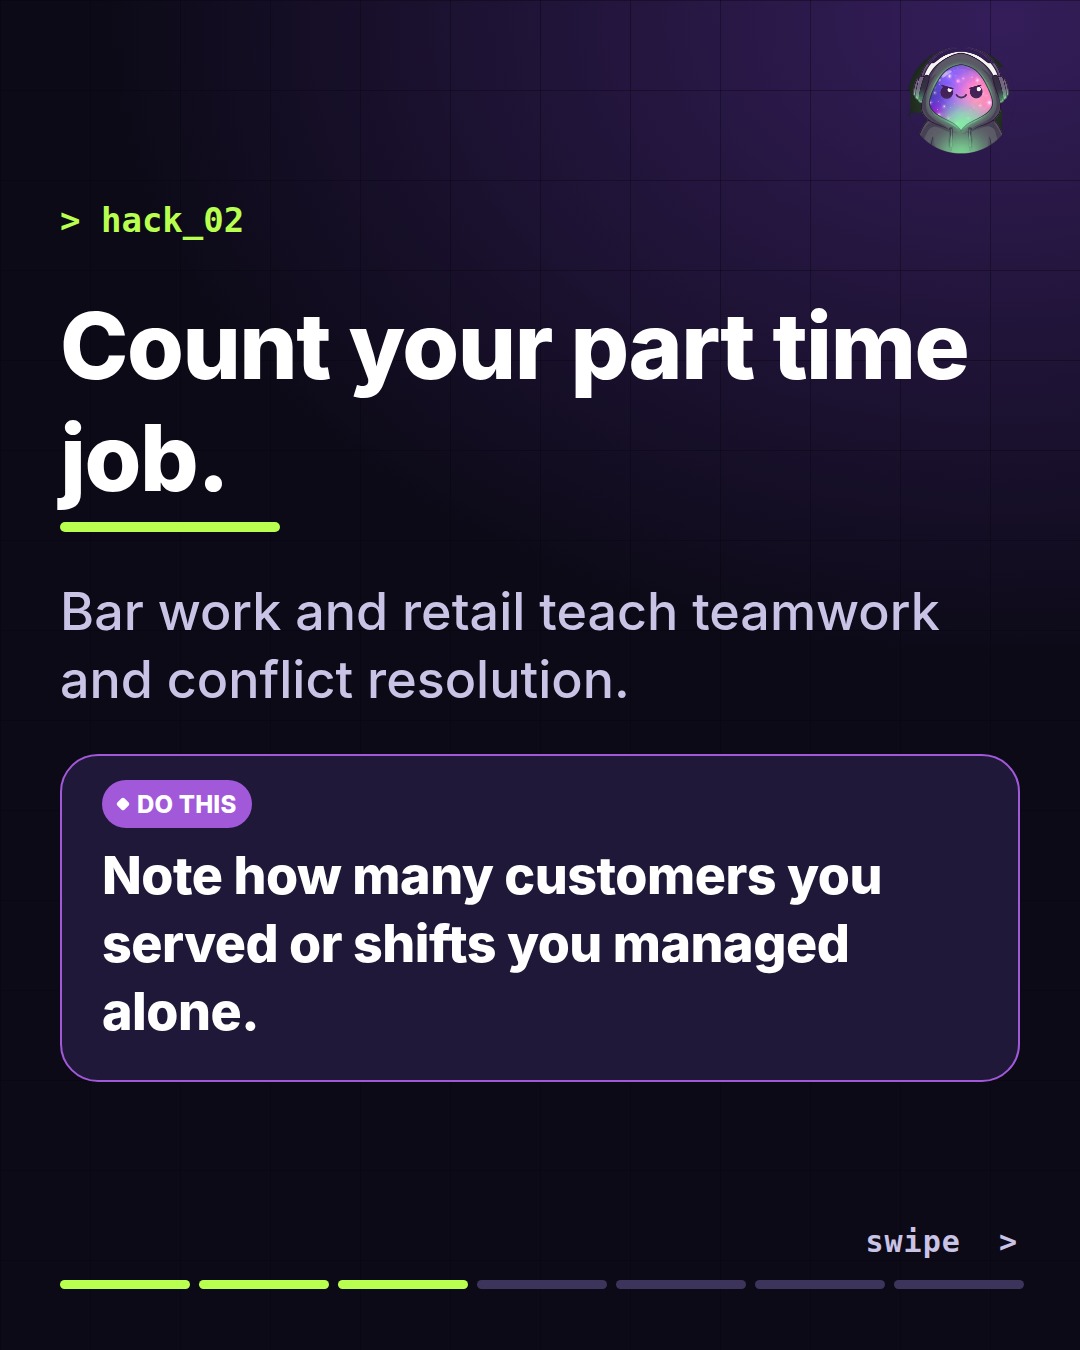 > hack_02
Count your part time
job.
Bar work and retail teach teamwork
and conflict resolution.
DO THIS
Note how many customers you
served or shifts you managed
alone.
swipe >